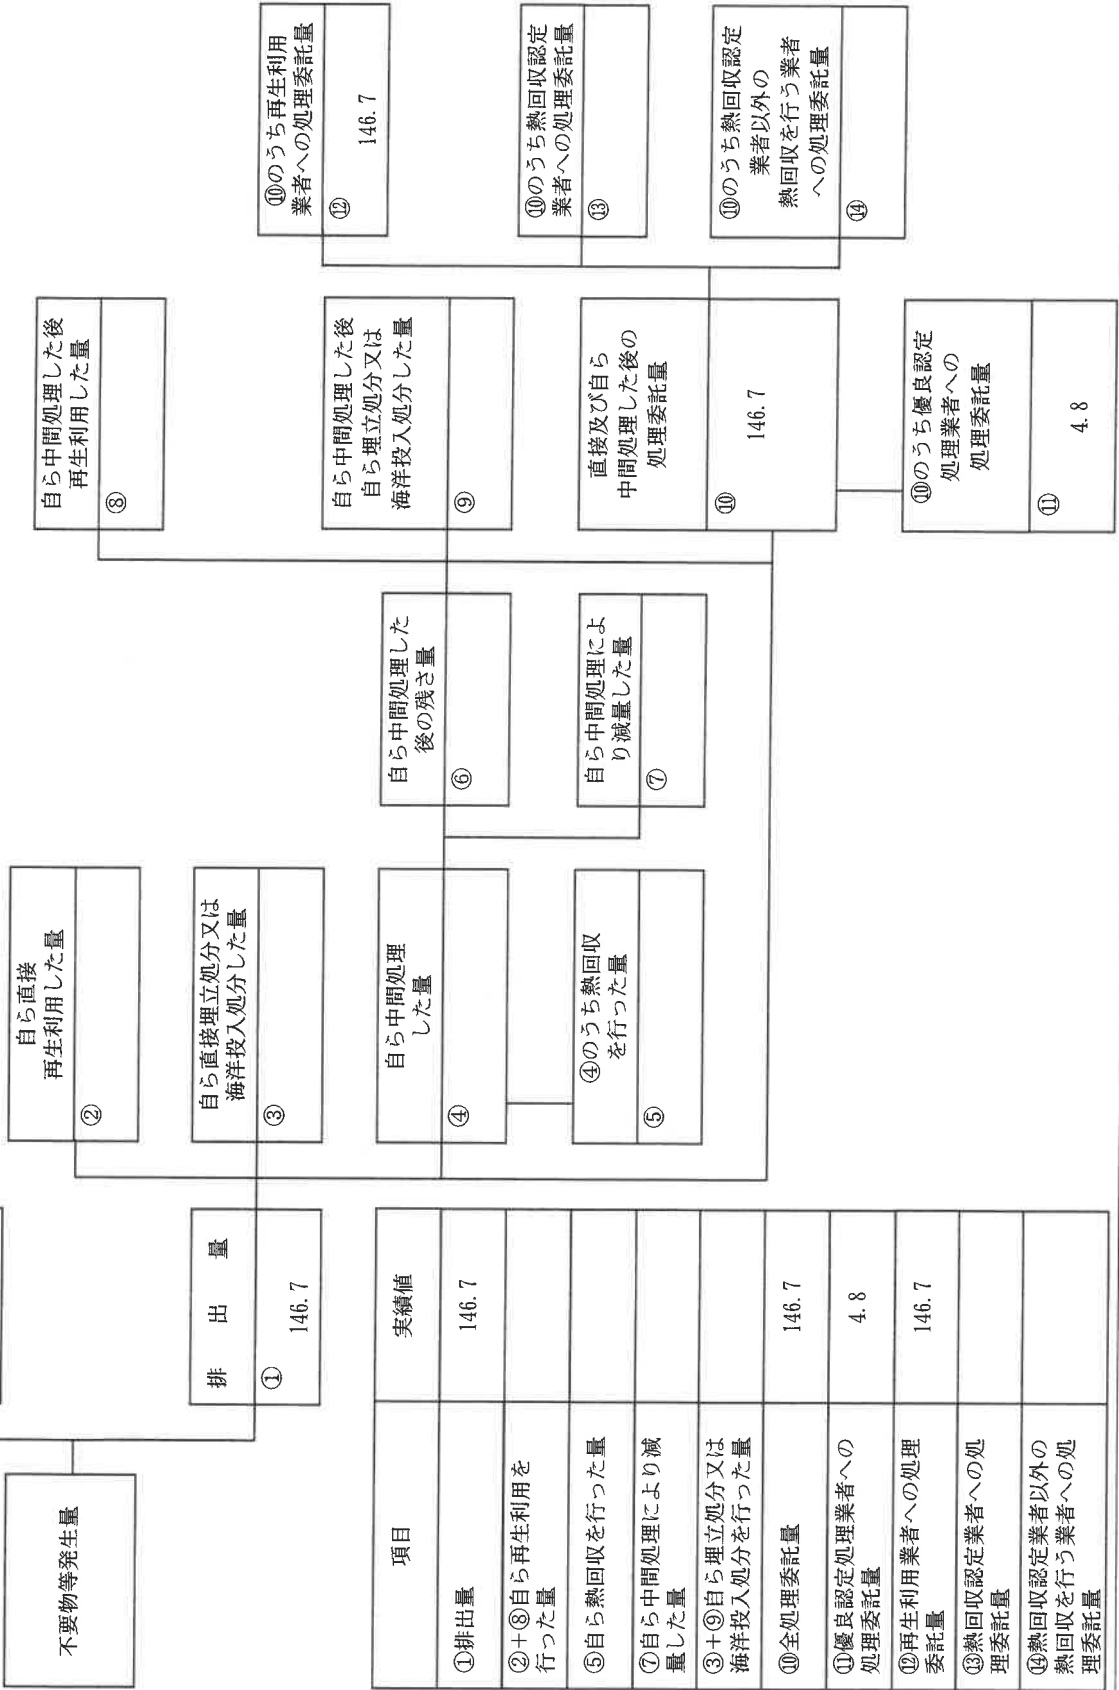 不要物等発生量
排出量
①
146.7
自ら直接
再生利用した量
②
自ら直接埋立処分又は
海洋投入処分した量
③
自ら中間処理
した量
④
④のうち熱回収
を行った量
⑤
自ら中間処理した
後の残さ量
⑥
自ら中間処理によ
り減量した量
⑦
自ら中間処理した後
再生利用した量
⑧
自ら中間処理した後
自ら埋立処分又は
海洋投入処分した量
⑨
直接及び自ら
中間処理した後の
処理委託量
⑩
146.7
⑩のうち優良認定
処理業者への
処理委託量
⑪
4.8
⑩のうち再生利用
業者への処理委託量
⑫
146.7
⑩のうち熱回収認定
業者への処理委託量
⑬
⑩のうち熱回収認定
業者以外の
熱回収を行う業者
への処理委託量
⑭
項目 実績値
①排出量 146.7
②+⑧自ら再生利用を
行った量
⑤自ら熱回収を行った量
⑦自ら中間処理により減
量した量
③+⑨自ら埋立処分又は
海洋投入処分を行った量
⑩全処理委託量 146.7
⑪優良認定処理業者への
処理委託量 4.8
⑫再生利用業者への処理
委託量 146.7
⑬熱回収認定業者への処
理委託量
⑭熱回収認定業者以外の
熱回収を行う業者への処
理委託量